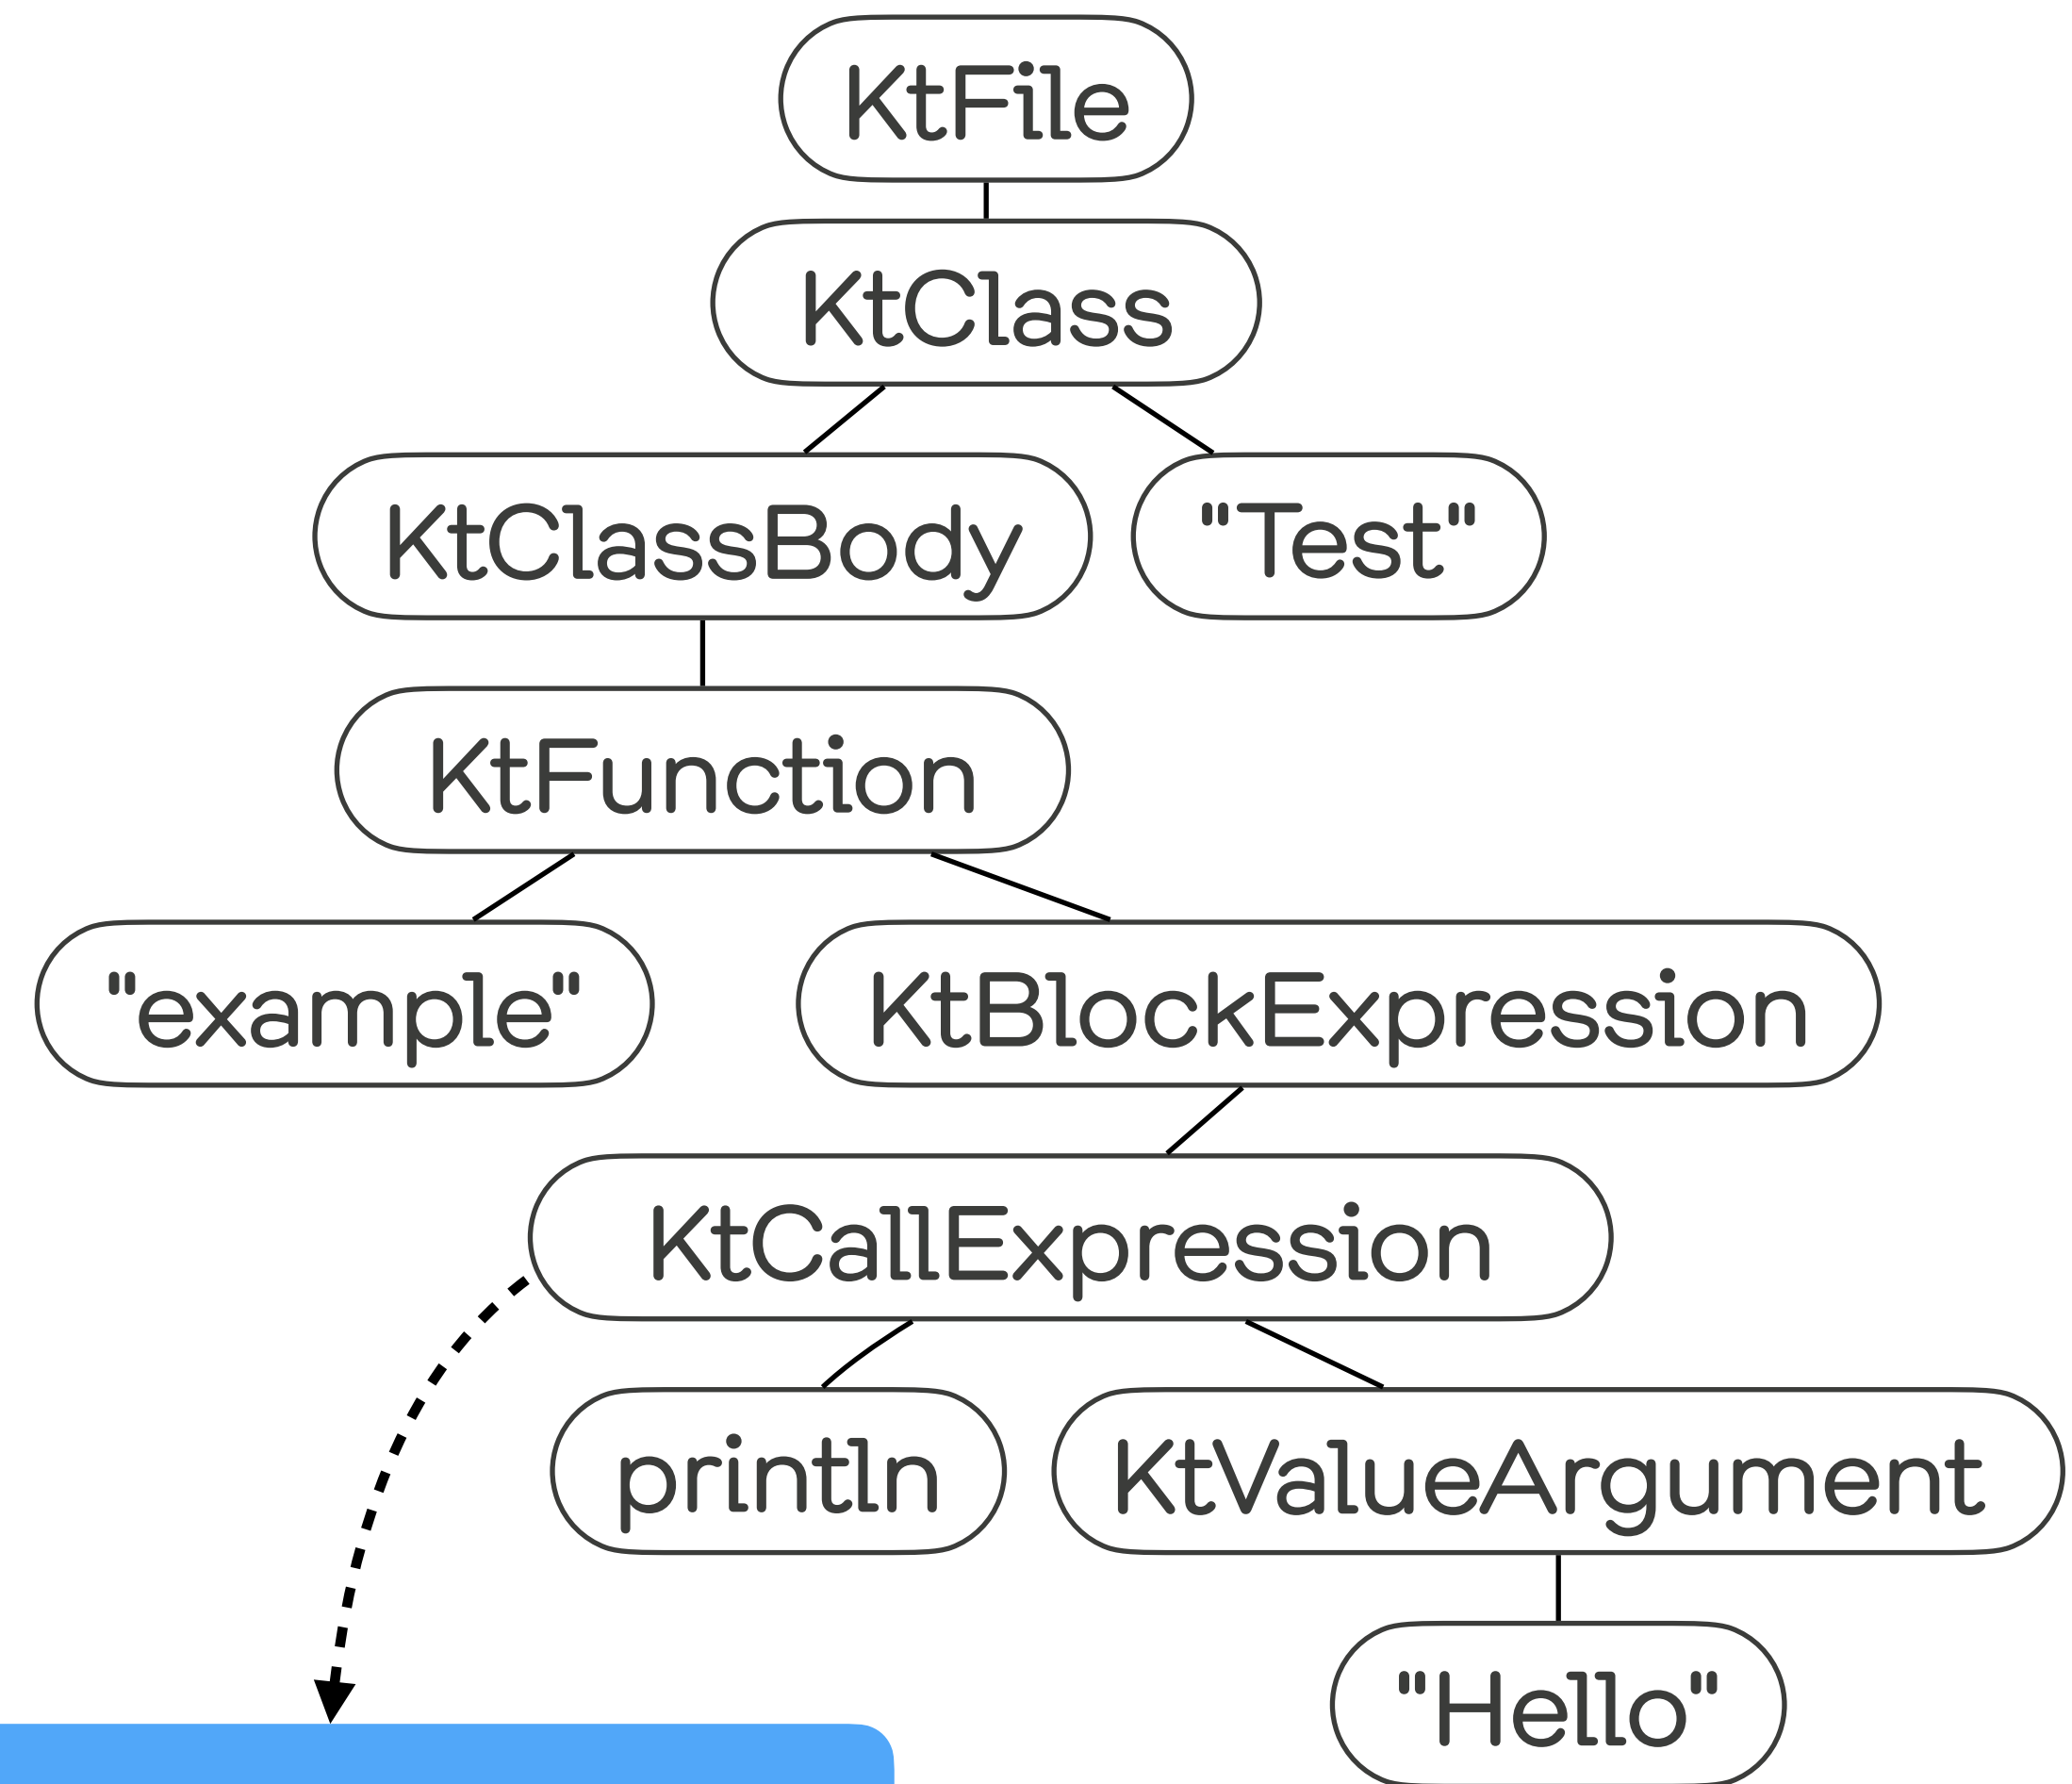 KtFile
KtClass
KtClassBody
"Test"
KtFunction
"example"
KtBlockExpression
KtCallExpression
println
KtValueArgument
"Hello"